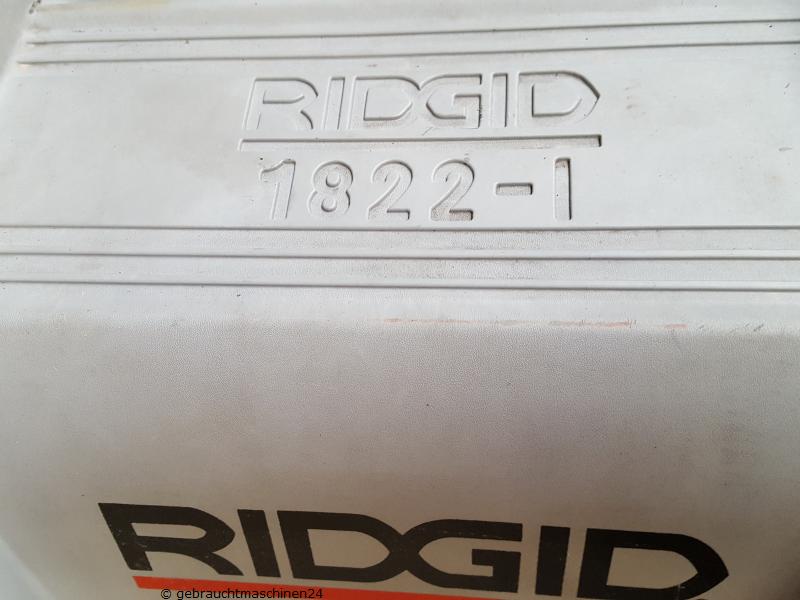 RIDGID
1822-I
RIDGID
© gebrauchtmaschinen24